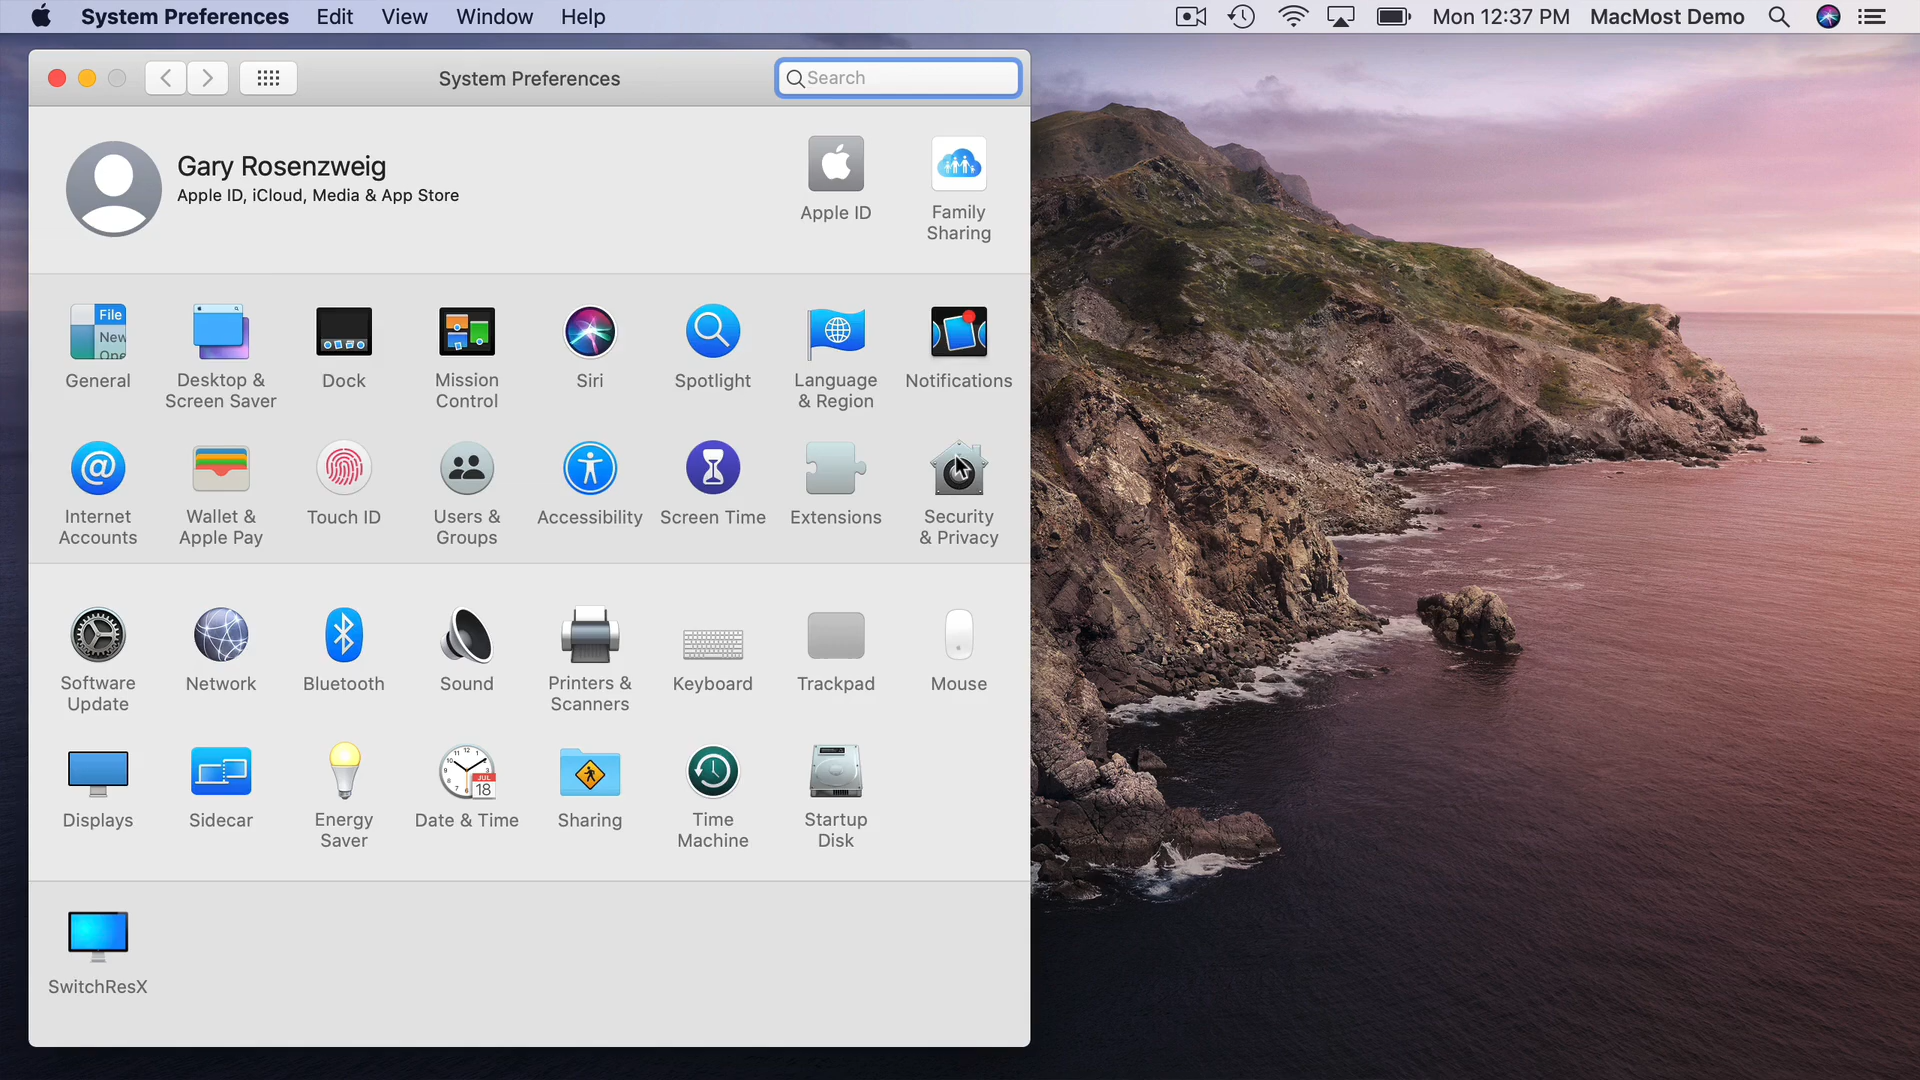 System Preferences Edit View Window Help Mon 12:37 PM MacMost Demo
System Preferences
Search
Gary Rosenzweig
Apple ID, iCloud, Media & App Store
Apple ID
Family
Sharing
File
New
Ope
General
Desktop &
Screen Saver
Dock
Mission
Control
Siri
Spotlight
Language
& Region
Notifications
@
Internet
Accounts
Wallet &
Apple Pay
Touch ID
Users &
Groups
Accessibility
Screen Time
Extensions
Security
& Privacy
Software
Update
Network
Bluetooth
Sound
Printers &
Scanners
Keyboard
Trackpad
Mouse
Displays
Sidecar
Energy
Saver
JUL
18
Date & Time
Sharing
Time
Machine
Startup
Disk
SwitchResX